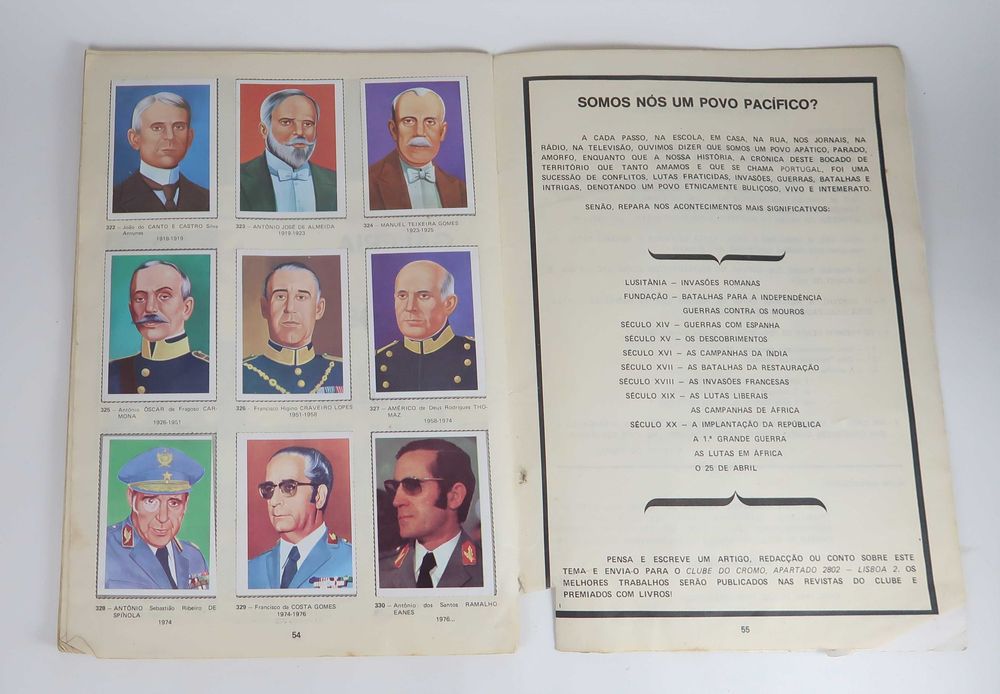 322 — João do CANTO E CASTRO Silva
Antunes
1918-1919
323 — ANTÓNIO JOSÉ DE ALMEIDA
1919-1923
324 — MANUEL TEIXEIRA GOMES
1923-1925
325 — António ÓSCAR de Fragoso CAR-
MONA
1926-1951
326 — Francisco Higino CRAVEIRO LOPES
1951-1958
327 — AMÉRICO de Deus Rodrigues THO-
MAZ
1958-1974
328 — ANTÓNIO Sebastião Ribeiro DE
SPÍNOLA
1974
329 — Francisco da COSTA GOMES
1974-1976
330 — António dos Santos RAMALHO
EANES
1976...
54
SOMOS NÓS UM POVO PACÍFICO?
A CADA PASSO, NA ESCOLA, EM CASA, NA RUA, NOS JORNAIS, NA
RÁDIO, NA TELEVISÃO, OUVIMOS DIZER QUE SOMOS UM POVO APÁTICO, PARADO,
AMORFO, ENQUANTO QUE A NOSSA HISTÓRIA, A CRÓNICA DESTE BOCADO DE
TERRITÓRIO QUE TANTO AMAMOS E QUE SE CHAMA PORTUGAL, FOI UMA
SUCESSÃO DE CONFLITOS, LUTAS FRATICIDAS, INVASÕES, GUERRAS, BATALHAS E
INTRIGAS, DENOTANDO UM POVO ETNICAMENTE BULIÇOSO, VIVO E INTEMERATO.
SENÃO, REPARA NOS ACONTECIMENTOS MAIS SIGNIFICATIVOS:
LUSITÂNIA — INVASÕES ROMANAS
FUNDAÇÃO — BATALHAS PARA A INDEPENDÊNCIA
GUERRAS CONTRA OS MOUROS
SÉCULO XIV — GUERRAS COM ESPANHA
SÉCULO XV — OS DESCOBRIMENTOS
SÉCULO XVI — AS CAMPANHAS DA ÍNDIA
SÉCULO XVII — AS BATALHAS DA RESTAURAÇÃO
SÉCULO XVIII — AS INVASÕES FRANCESAS
SÉCULO XIX — AS LUTAS LIBERAIS
AS CAMPANHAS DE ÁFRICA
SÉCULO XX — A IMPLANTAÇÃO DA REPÚBLICA
A 1.ª GRANDE GUERRA
AS LUTAS EM ÁFRICA
O 25 DE ABRIL
PENSA E ESCREVE UM ARTIGO, REDACÇÃO OU CONTO SOBRE ESTE
TEMA E ENVIA-O PARA O CLUBE DO CROMO, APARTADO 2802 — LISBOA 2. OS
MELHORES TRABALHOS SERÃO PUBLICADOS NAS REVISTAS DO CLUBE E
PREMIADOS COM LIVROS!
55